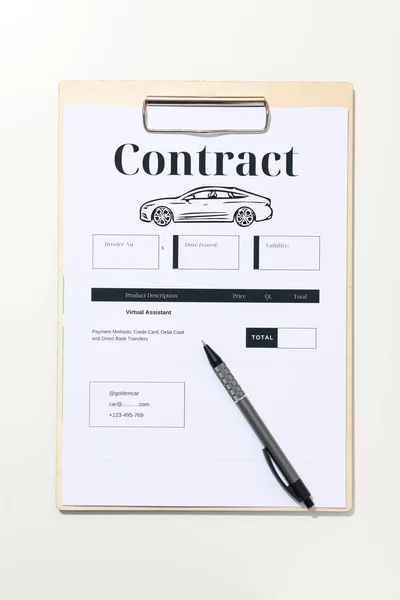 Contract
Invoice No
Date Issued:
Validity:
Product Description Price Qt. Total
Virtual Assistant
Payment Methods: Credit Card, Debit Card
and Direct Bank Transfers.
TOTAL
@goldencar
car@...........com
+123-495-769